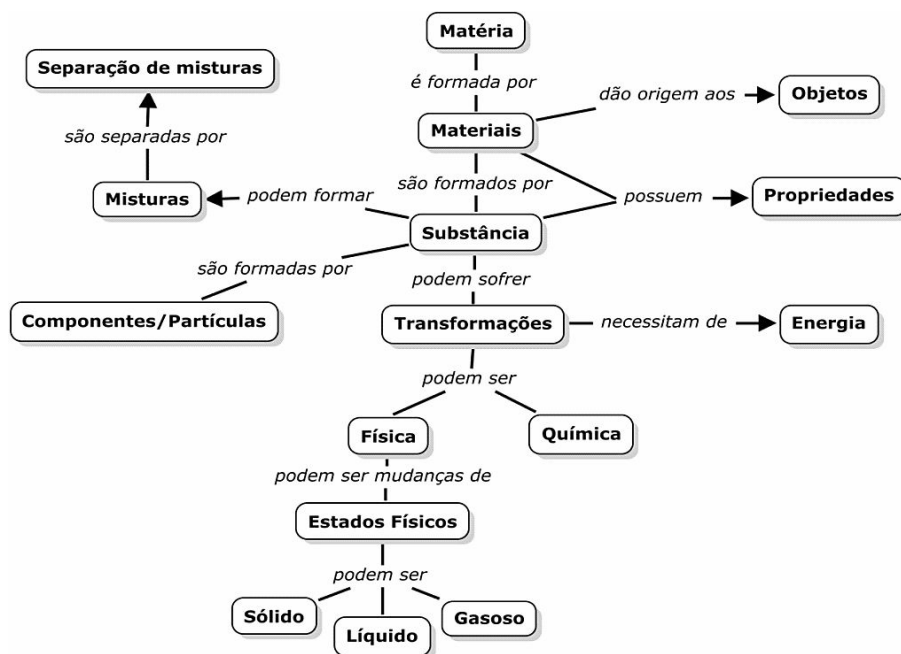 Matéria
Separação de misturas
é formada por
dão origem aos
Objetos
Materiais
são separadas por
são formados por
Misturas
podem formar
possuem
Propriedades
Substância
são formadas por
podem sofrer
Componentes/Partículas
Transformações
necessitam de
Energia
podem ser
Física
Química
podem ser mudanças de
Estados Físicos
podem ser
Sólido
Líquido
Gasoso